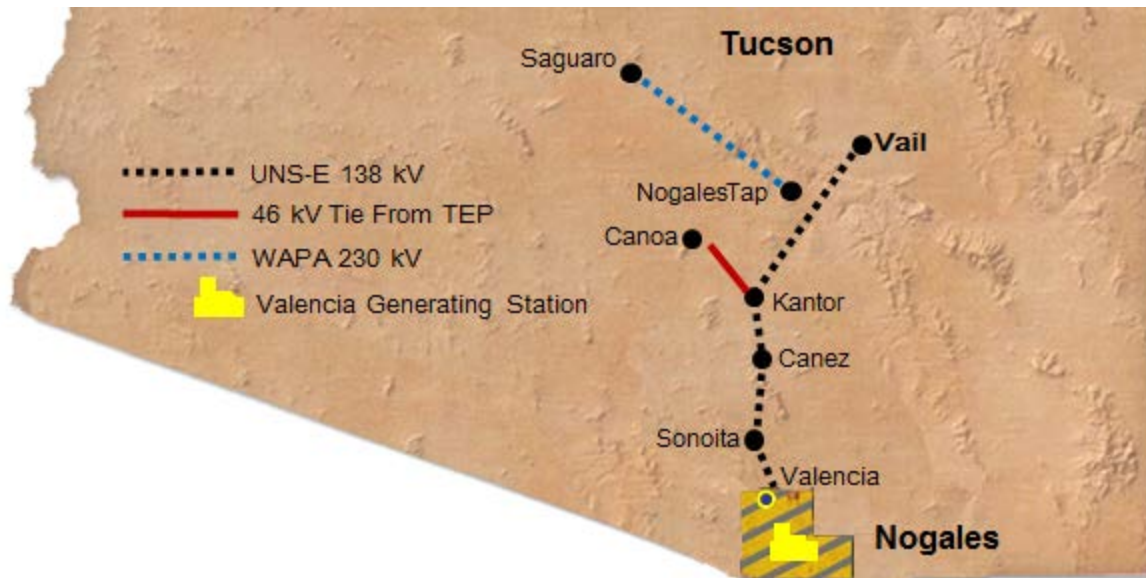 Tucson
Saguaro
Vail
UNS-E 138 kV
NogalesTap
46 kV Tie From TEP
Canoa
WAPA 230 kV
Valencia Generating Station
Kantor
Canez
Sonoita
Valencia
Nogales